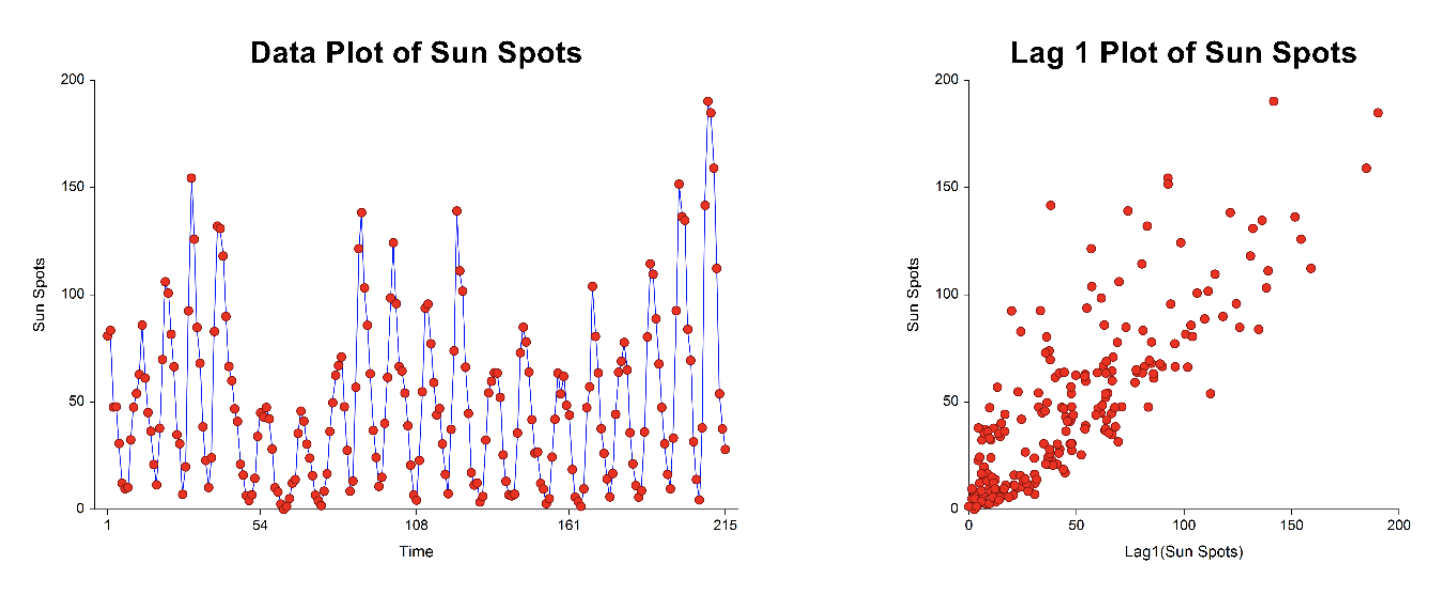 Data Plot of Sun Spots
200
150
100
50
0
Sun Spots
1 54 108 161 215
Time
Lag 1 Plot of Sun Spots
200
150
100
50
0
Sun Spots
0 50 100 150 200
Lag1(Sun Spots)